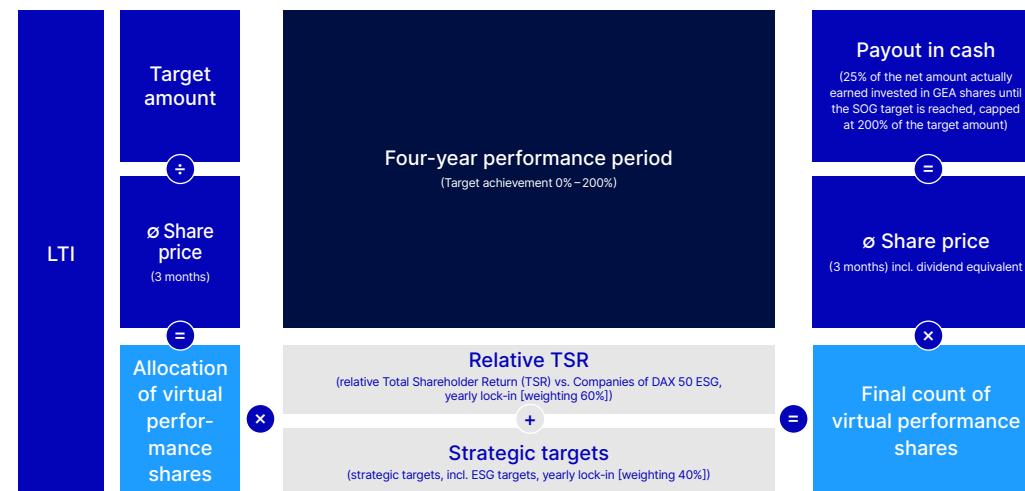 LTI
Target
amount
÷
ø Share
price
(3 months)
=
Allocation
of virtual
perfor-
mance
shares
×
Four-year performance period
(Target achievement 0% – 200%)
Relative TSR
(relative Total Shareholder Return (TSR) vs. Companies of DAX 50 ESG,
yearly lock-in [weighting 60%])
+
Strategic targets
(strategic targets, incl. ESG targets, yearly lock-in [weighting 40%])
=
Payout in cash
(25% of the net amount actually
earned invested in GEA shares until
the SOG target is reached, capped
at 200% of the target amount)
=
ø Share price
(3 months) incl. dividend equivalent
×
Final count of
virtual performance
shares